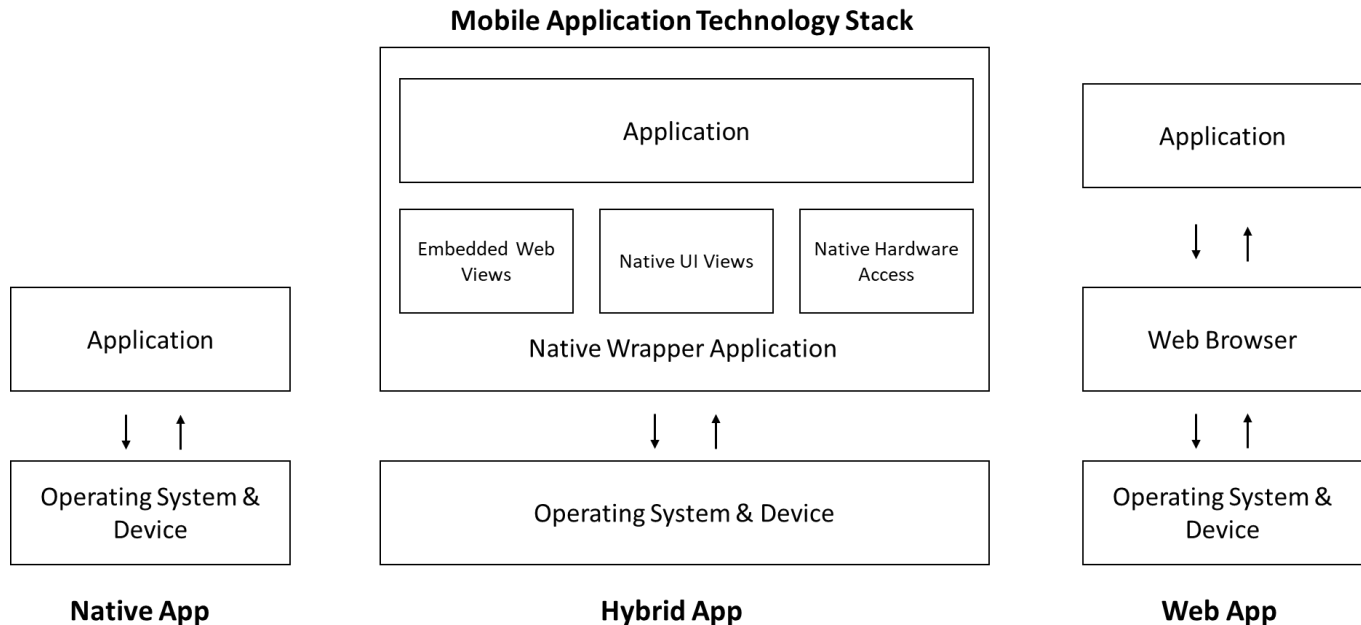 Mobile Application Technology Stack
Application
Operating System &
Device
Native App
Application
Embedded Web
Views
Native UI Views
Native Hardware
Access
Native Wrapper Application
Operating System & Device
Hybrid App
Application
Web Browser
Operating System &
Device
Web App